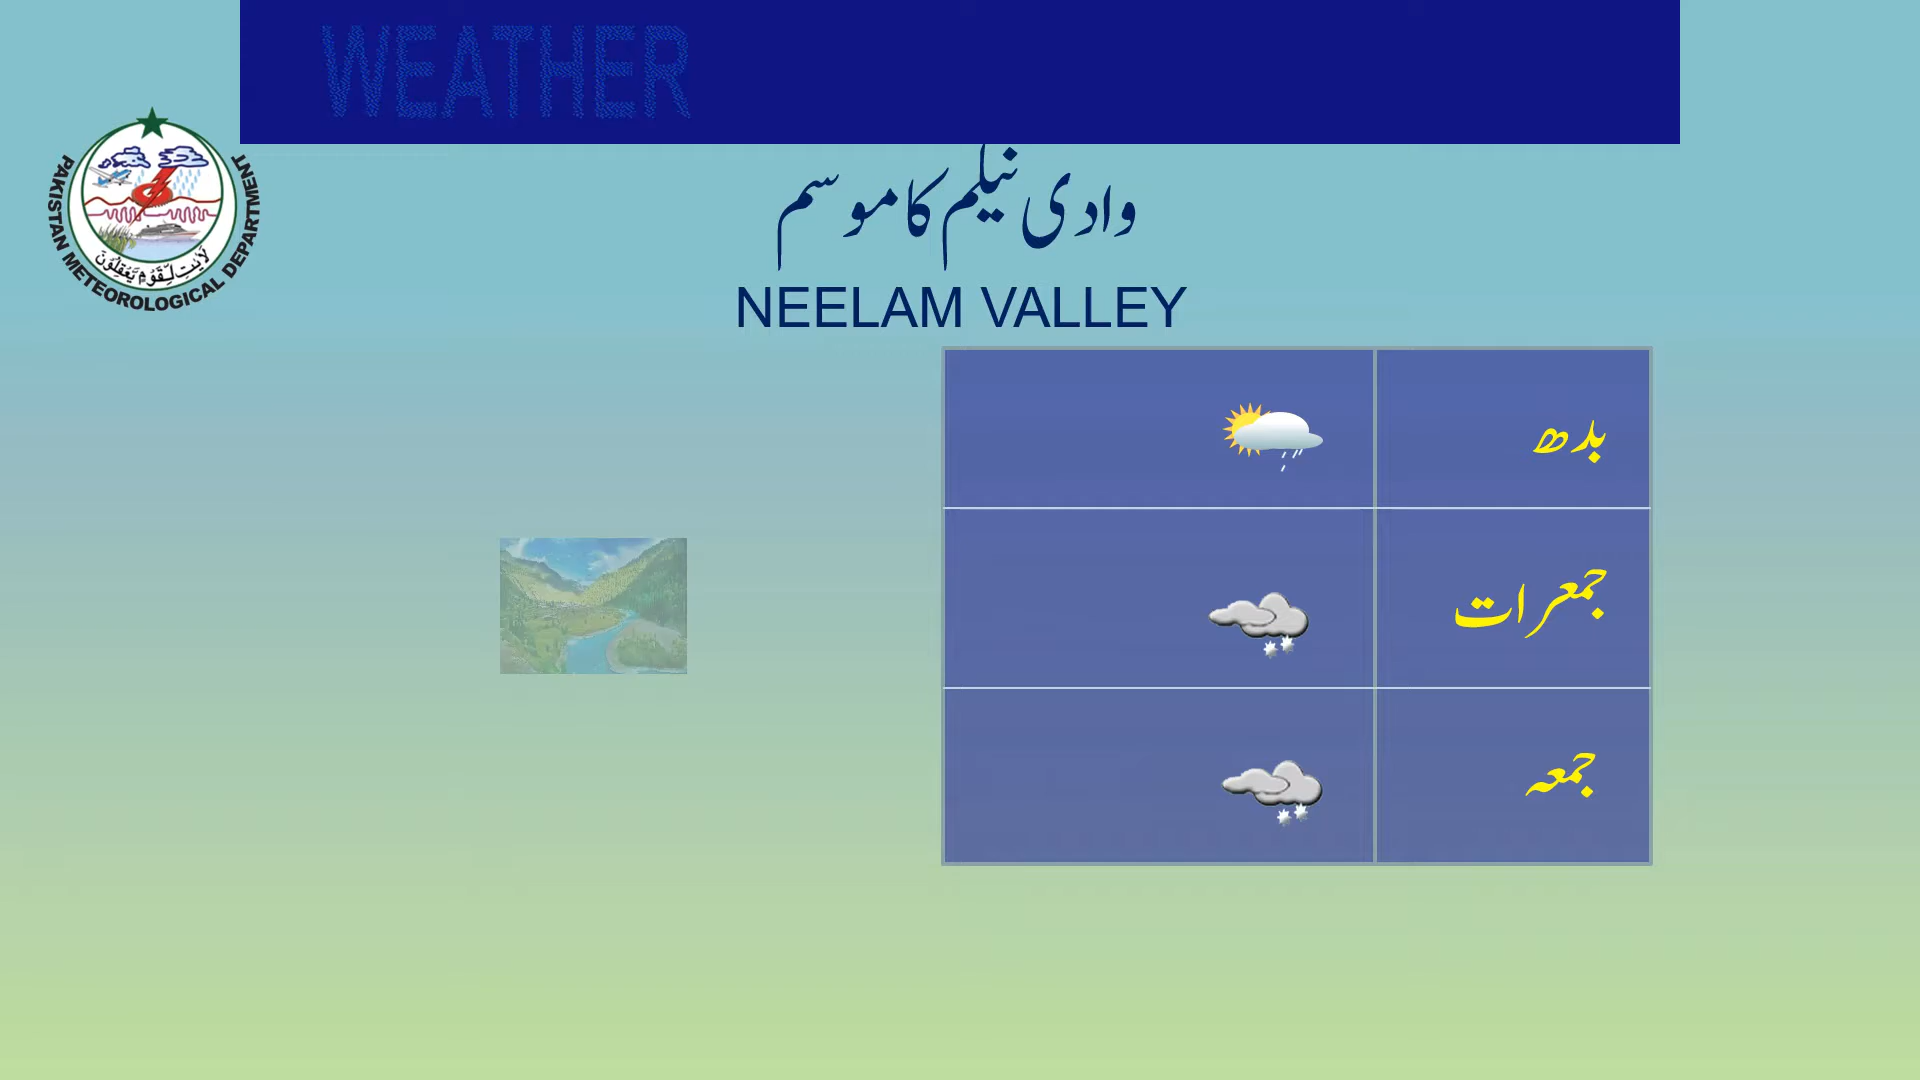 WEATHER
PAKISTAN METEOROLOGICAL DEPARTMENT
لَاٰيٰتٍ لِّقَوْمٍ يَّعْقِلُوْنَ
وادی نیلم کا موسم
NEELAM VALLEY
بدھ
جمعرات
جمعہ